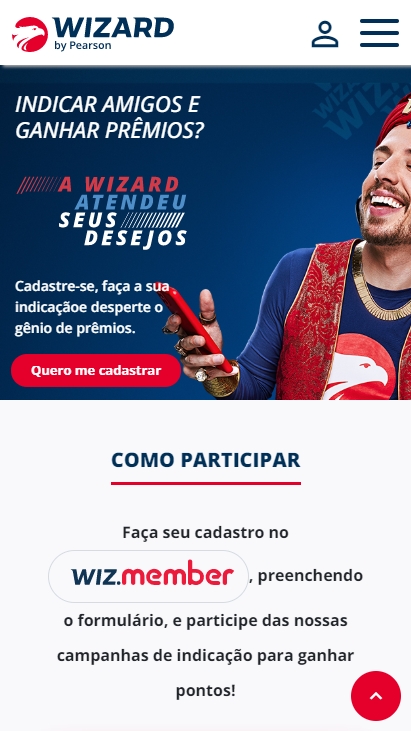 WIZARD
by Pearson
INDICAR AMIGOS E
GANHAR PRÊMIOS?
A WIZARD
ATENDEU
SEUS
DESEJOS
Cadastre-se, faça a sua
indicaçãoe desperte o
gênio de prêmios.
Quero me cadastrar
COMO PARTICIPAR
Faça seu cadastro no
wiz.member, preenchendo
o formulário, e participe das nossas
campanhas de indicação para ganhar
pontos!